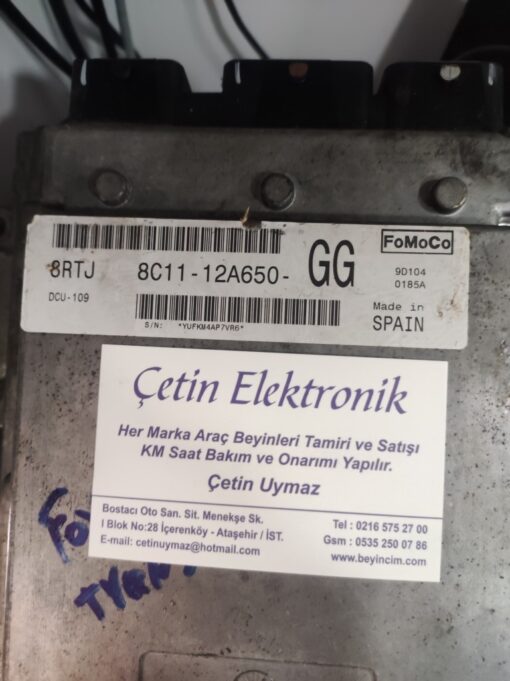 8RTJ 8C11-12A650- GG FoMoCo
DCU-109
9D104
0185A
S/N: *YUFKM4AP7VR6*
Made in
SPAIN
Çetin Elektronik
Her Marka Araç Beyinleri Tamiri ve Satışı
KM Saat Bakım ve Onarımı Yapılır.
Çetin Uymaz
Bostacı Oto San. Sit. Menekşe Sk.
I Blok No:28 İçerenköy - Ataşehir / İST.
E-mail: cetinuymaz@hotmail.com
Tel : 0216 575 27 00
Gsm : 0535 250 07 86
www.beyincim.com